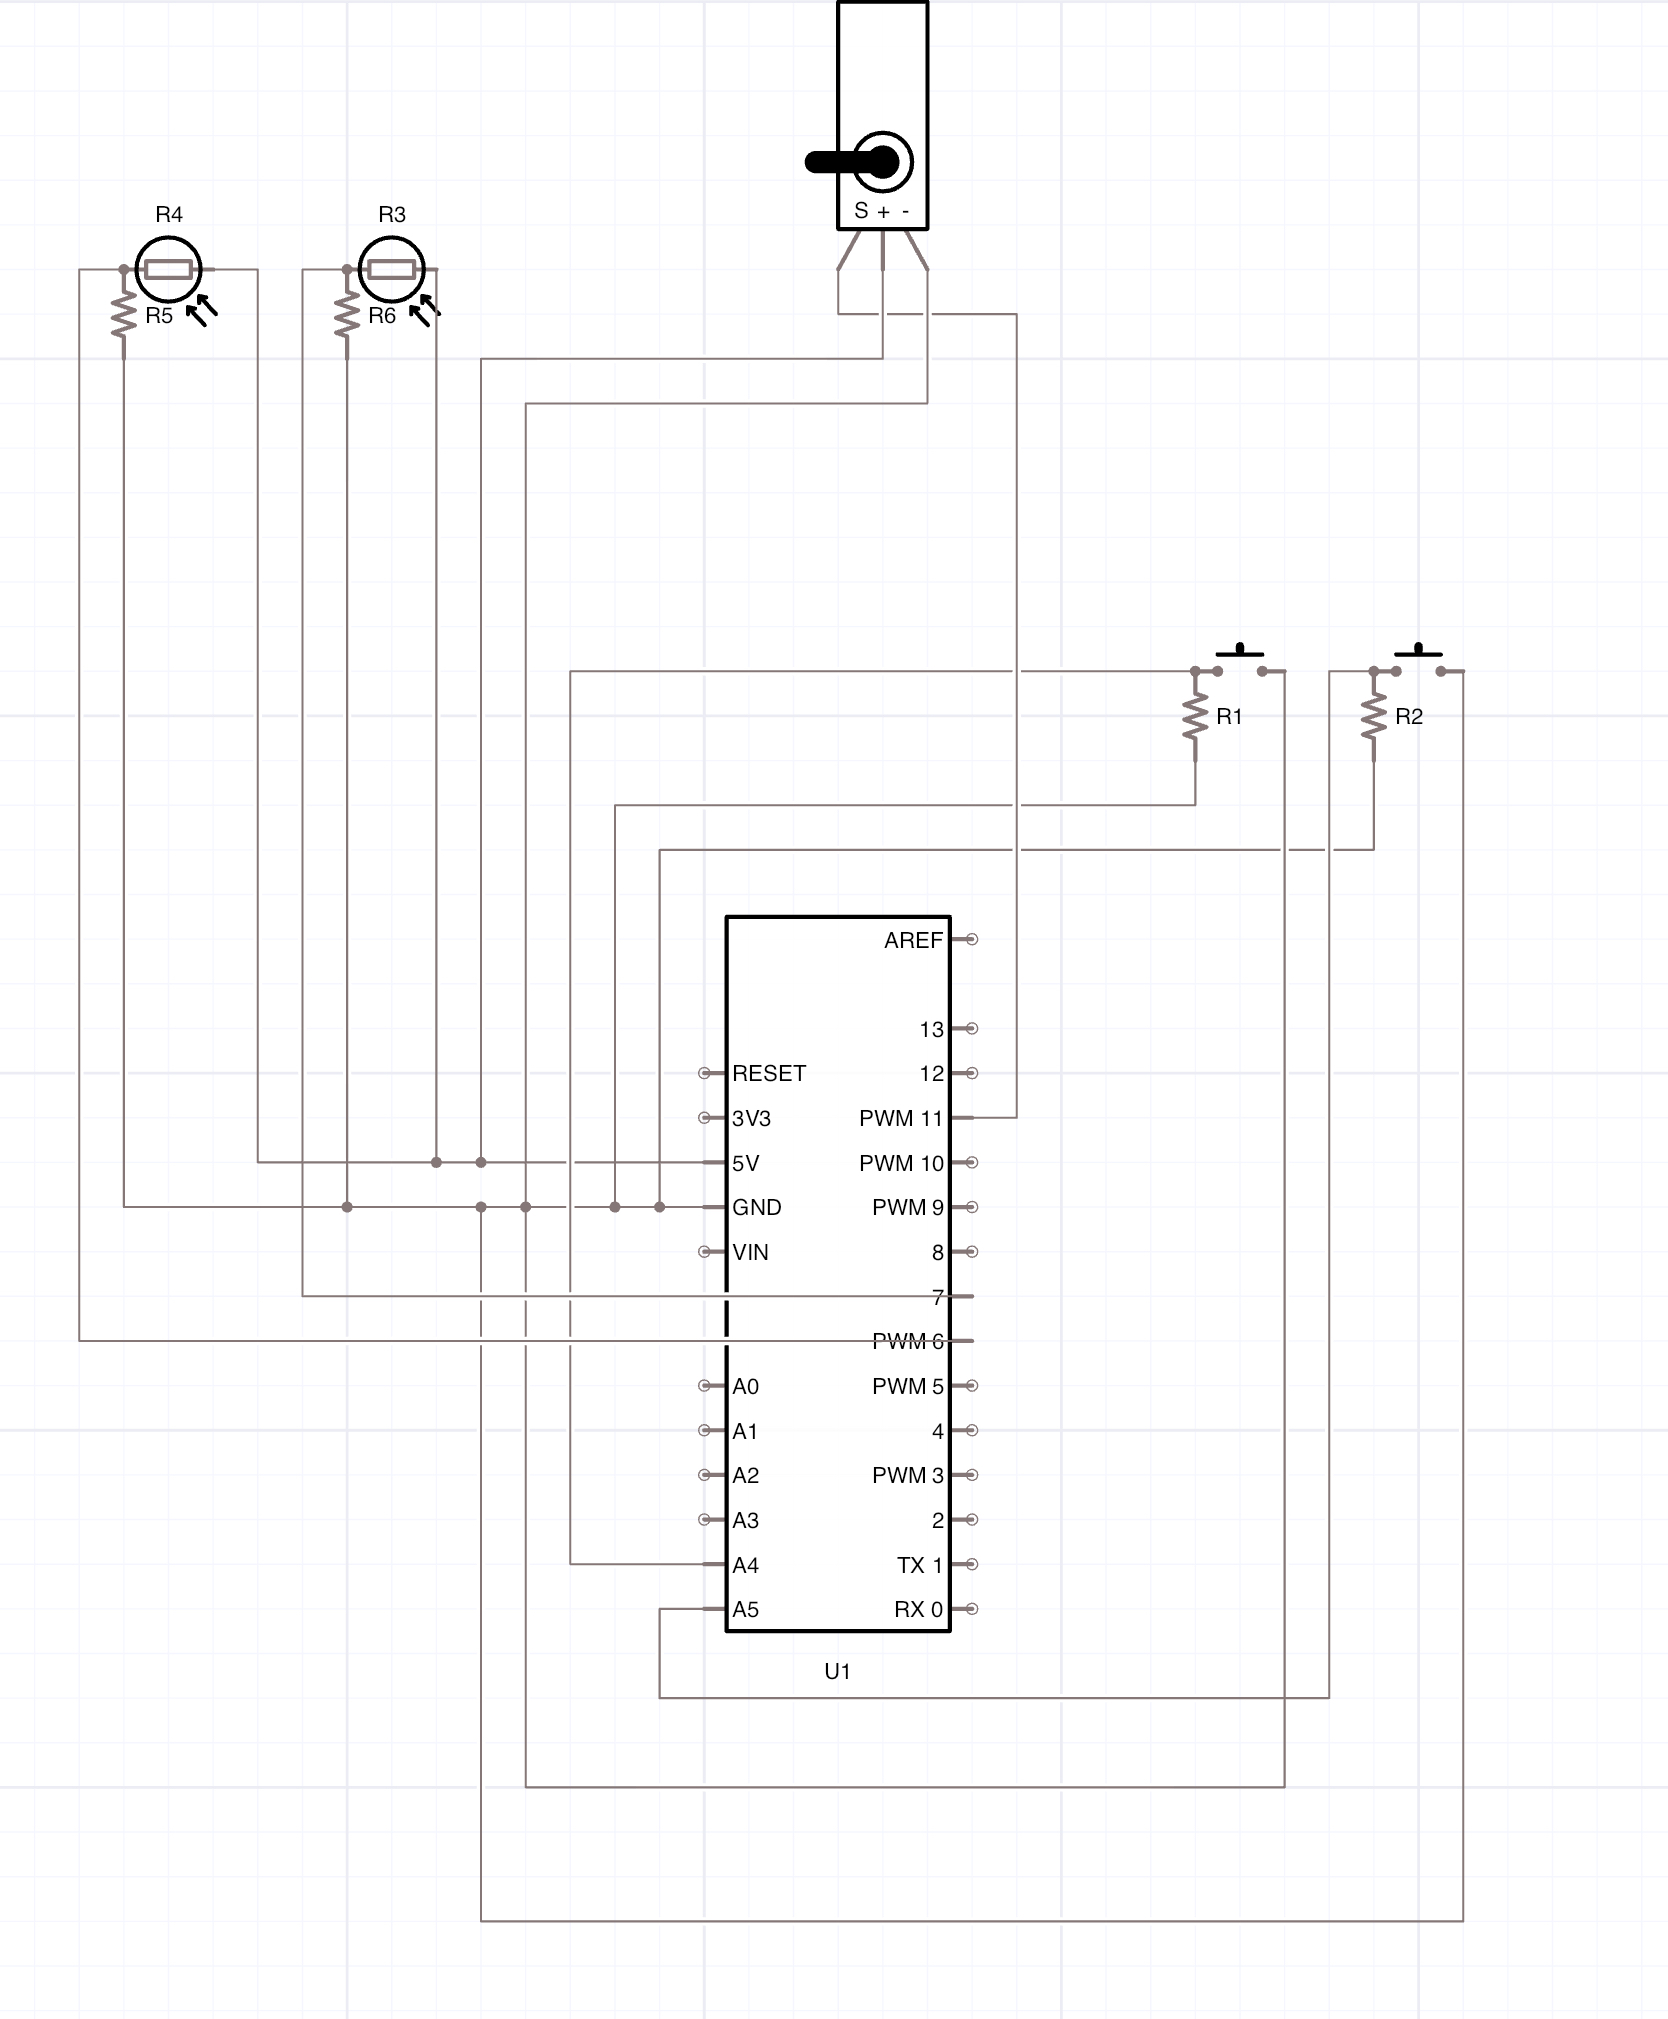 S + -
R4
R3
R5
R6
R1
R2
AREF
13
RESET
12
3V3
PWM 11
5V
PWM 10
GND
PWM 9
VIN
8
7
PWM 6
A0
PWM 5
A1
4
A2
PWM 3
A3
2
A4
TX 1
A5
RX 0
U1